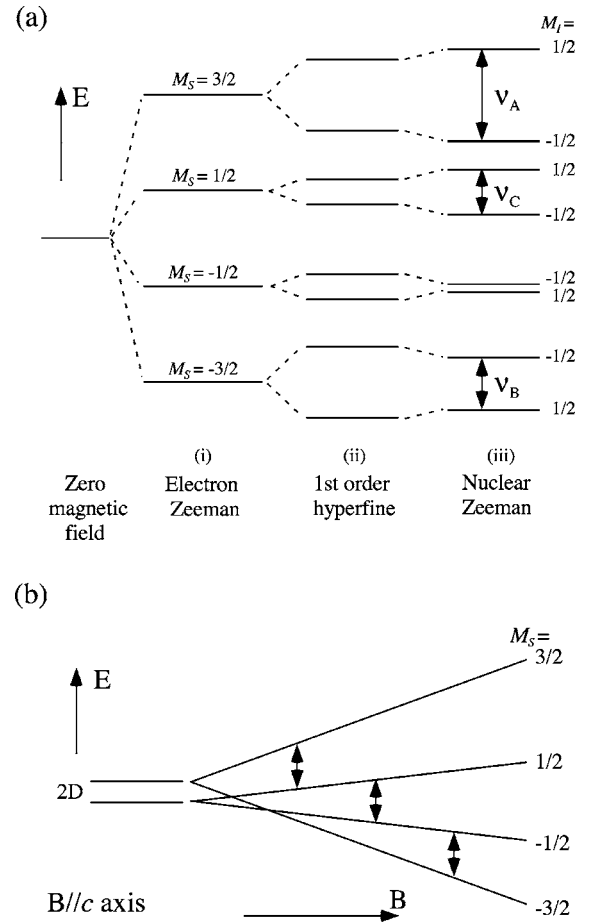 (a)
M_I =
1/2
M_S = 3/2
E
ν_A
-1/2
M_S = 1/2
1/2
ν_C
-1/2
M_S = -1/2
-1/2
1/2
M_S = -3/2
-1/2
ν_B
1/2
(i)
(ii)
(iii)
Zero
magnetic
field
Electron
Zeeman
1st order
hyperfine
Nuclear
Zeeman
(b)
M_S =
3/2
E
1/2
2D
-1/2
B//c axis
B
-3/2